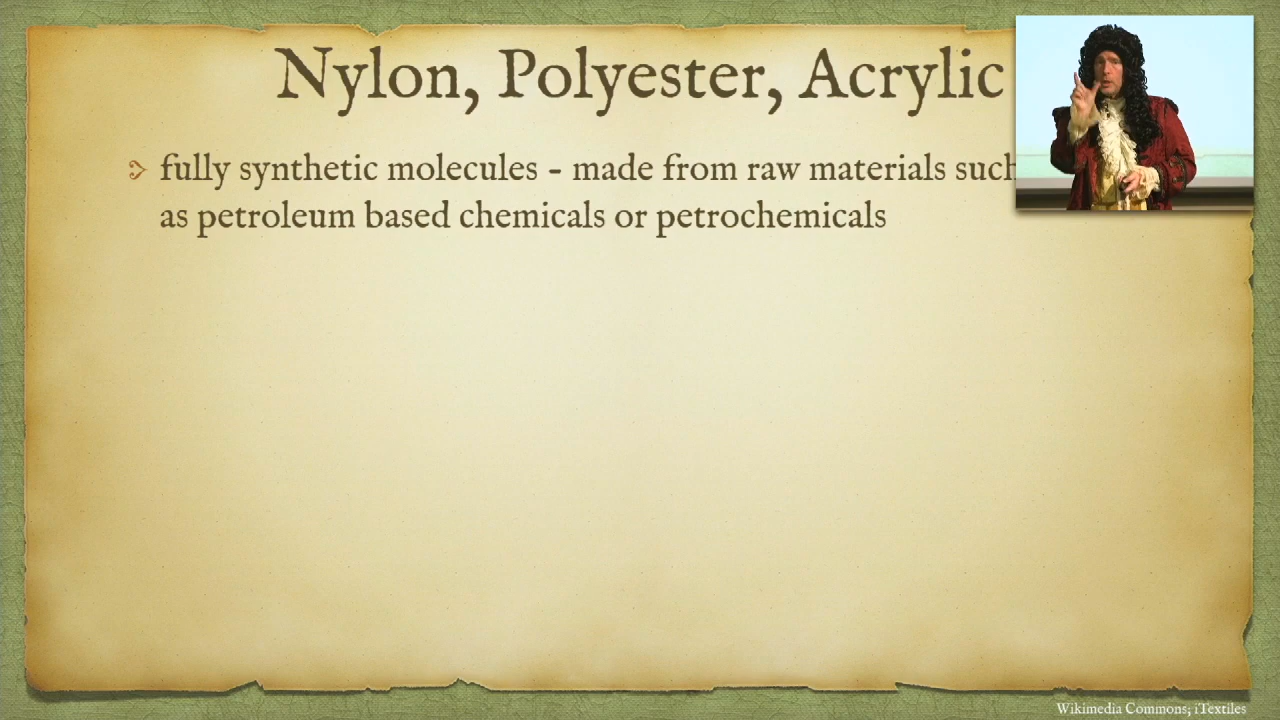 Nylon, Polyester, Acrylic
fully synthetic molecules - made from raw materials such
as petroleum based chemicals or petrochemicals
Wikimedia Commons; iTextiles